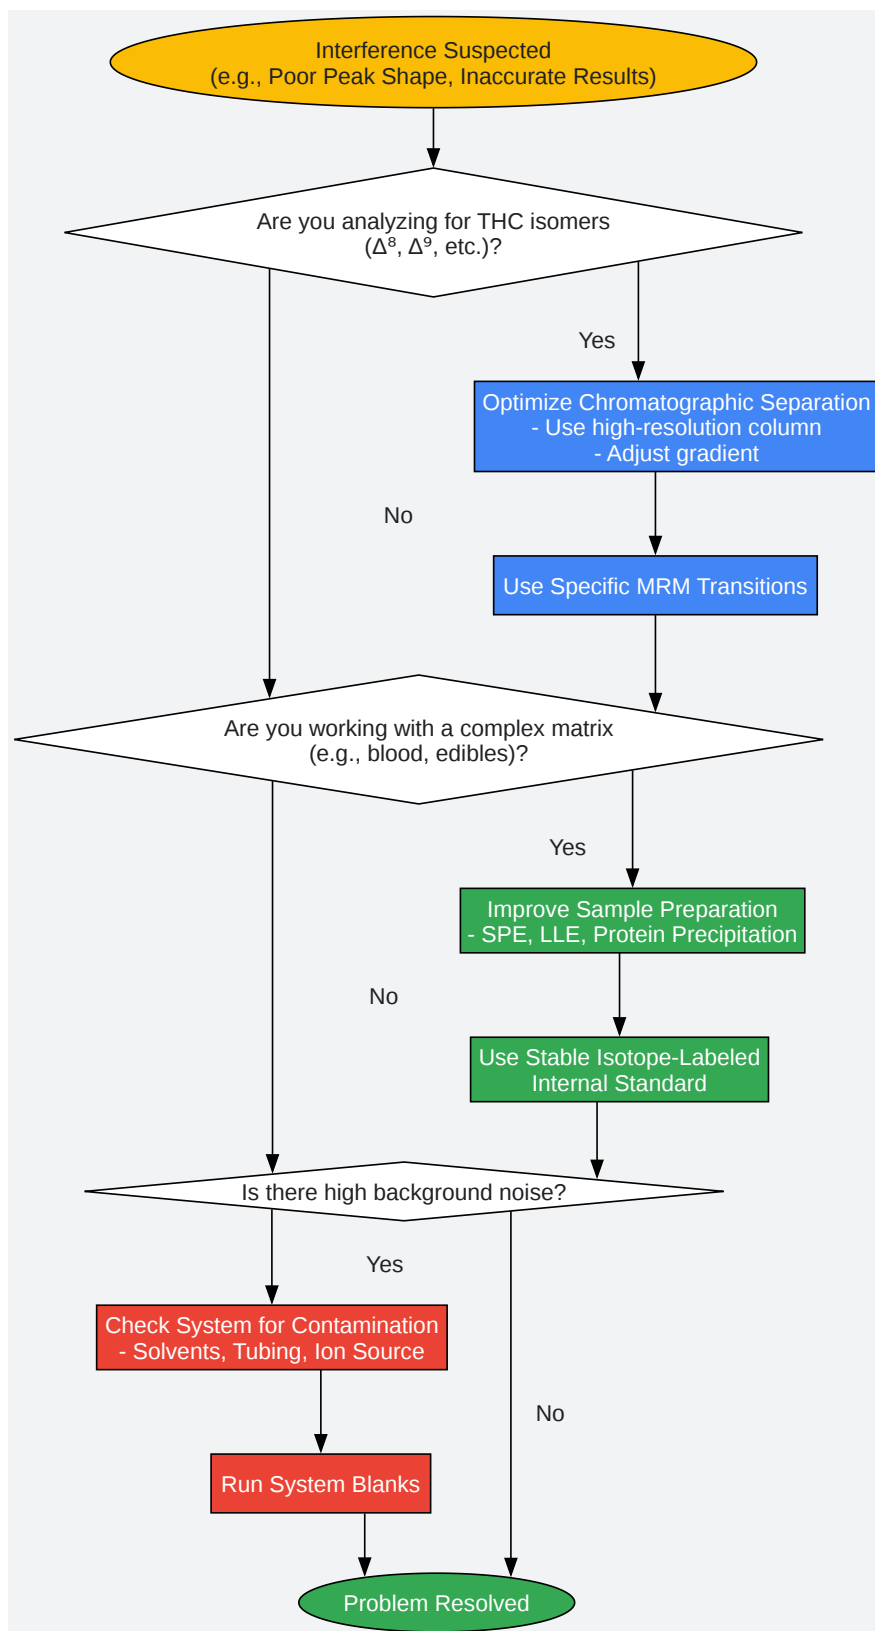 Interference Suspected
(e.g., Poor Peak Shape, Inaccurate Results)
Are you analyzing for THC isomers
(Δ⁸, Δ⁹, etc.)?
Yes
Optimize Chromatographic Separation
- Use high-resolution column
- Adjust gradient
No
Use Specific MRM Transitions
Are you working with a complex matrix
(e.g., blood, edibles)?
Yes
Improve Sample Preparation
- SPE, LLE, Protein Precipitation
No
Use Stable Isotope-Labeled
Internal Standard
Is there high background noise?
Yes
Check System for Contamination
- Solvents, Tubing, Ion Source
No
Run System Blanks
Problem Resolved